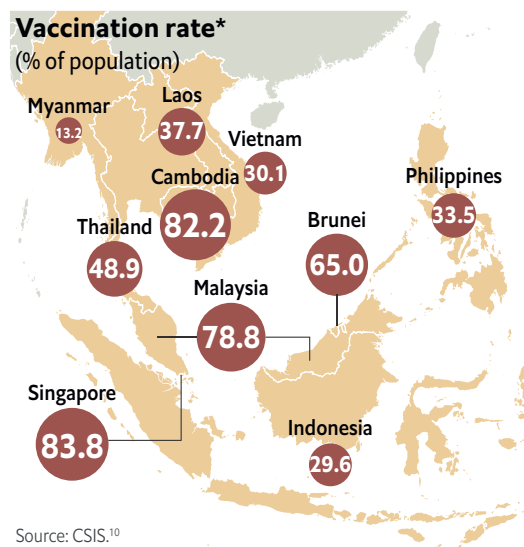 Vaccination rate*
(% of population)
Myanmar
13.2
Laos
37.7
Vietnam
30.1
Cambodia
82.2
Philippines
33.5
Thailand
48.9
Brunei
65.0
Malaysia
78.8
Singapore
83.8
Indonesia
29.6
Source: CSIS.¹⁰